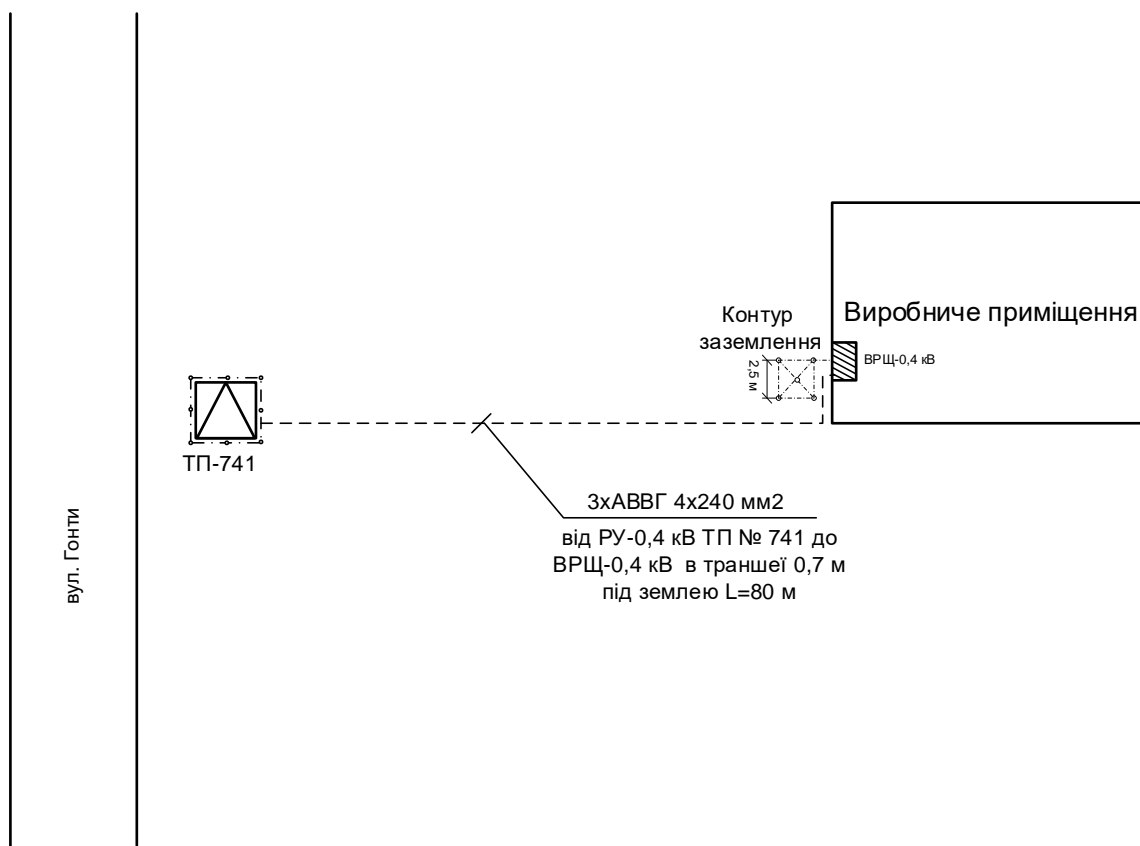 Контур
заземлення
Виробниче приміщення
2,5 м
ВРЩ-0,4 кВ
ТП-741
3хАВВГ 4х240 мм2
від РУ-0,4 кВ ТП № 741 до
ВРЩ-0,4 кВ в траншеї 0,7 м
під землею L=80 м
вул. Гонти